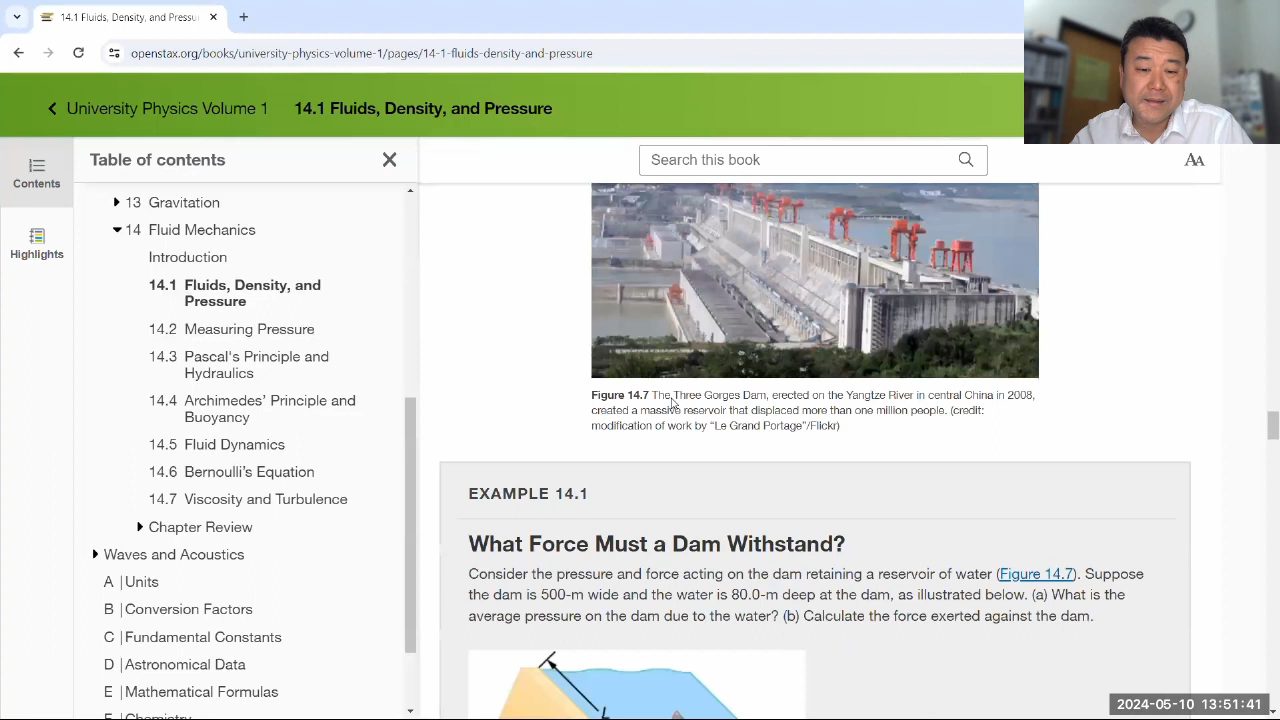 14.1 Fluids, Density, and Pressu
openstax.org/books/university-physics-volume-1/pages/14-1-fluids-density-and-pressure
University Physics Volume 1
14.1 Fluids, Density, and Pressure
Contents
Highlights
Table of contents
13 Gravitation
14 Fluid Mechanics
Introduction
14.1 Fluids, Density, and
Pressure
14.2 Measuring Pressure
14.3 Pascal's Principle and
Hydraulics
14.4 Archimedes’ Principle and
Buoyancy
14.5 Fluid Dynamics
14.6 Bernoulli’s Equation
14.7 Viscosity and Turbulence
Chapter Review
Waves and Acoustics
A | Units
B | Conversion Factors
C | Fundamental Constants
D | Astronomical Data
E | Mathematical Formulas
F | Chemistry
Search this book
AA
Figure 14.7 The Three Gorges Dam, erected on the Yangtze River in central China in 2008,
created a massive reservoir that displaced more than one million people. (credit:
modification of work by “Le Grand Portage”/Flickr)
EXAMPLE 14.1
What Force Must a Dam Withstand?
Consider the pressure and force acting on the dam retaining a reservoir of water (Figure 14.7). Suppose
the dam is 500-m wide and the water is 80.0-m deep at the dam, as illustrated below. (a) What is the
average pressure on the dam due to the water? (b) Calculate the force exerted against the dam.
L
2024-05-10 13:51:41